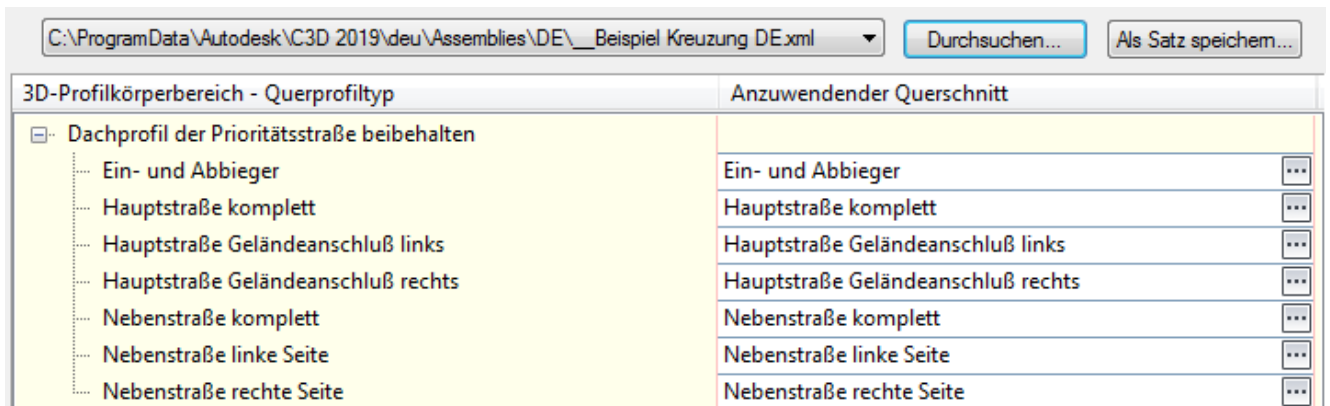 C:\ProgramData\Autodesk\C3D 2019\deu\Assemblies\DE\__Beispiel Kreuzung DE.xml Durchsuchen... Als Satz speichern...
3D-Profilkörperbereich - Querprofiltyp Anzuwendender Querschnitt
Dachprofil der Prioritätsstraße beibehalten
Ein- und Abbieger Ein- und Abbieger
Hauptstraße komplett Hauptstraße komplett
Hauptstraße Geländeanschluß links Hauptstraße Geländeanschluß links
Hauptstraße Geländeanschluß rechts Hauptstraße Geländeanschluß rechts
Nebenstraße komplett Nebenstraße komplett
Nebenstraße linke Seite Nebenstraße linke Seite
Nebenstraße rechte Seite Nebenstraße rechte Seite